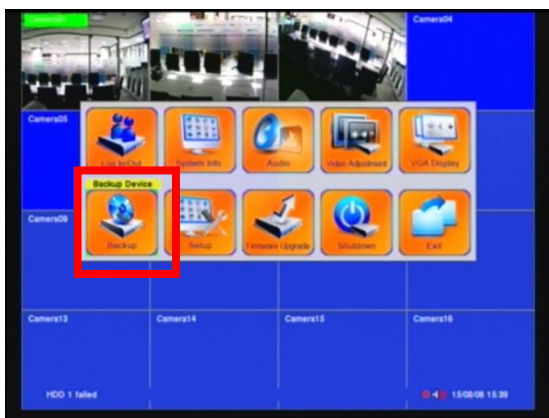 Camera04
Camera05
Log In/Out
System Info
Audio
Video Adjustment
VGA Display
Backup Device
Camera09
Backup
Setup
Firmware Upgrade
Shutdown
Exit
Camera13
Camera14
Camera15
Camera16
HDD 1 failed
15/08/08 15:39